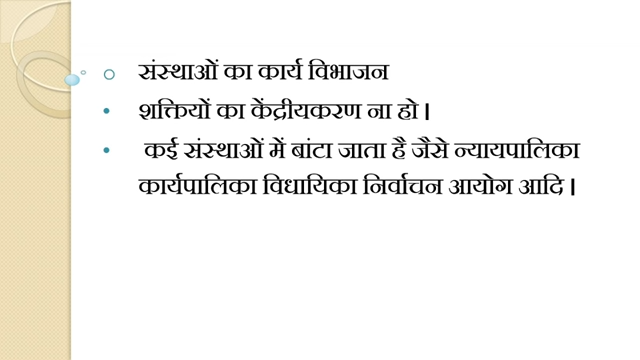 संस्थाओं का कार्य विभाजन
शक्तियों का केंद्रीयकरण ना हो |
कई संस्थाओं में बांटा जाता है जैसे न्यायपालिका
कार्यपालिका विधायिका निर्वाचन आयोग आदि |